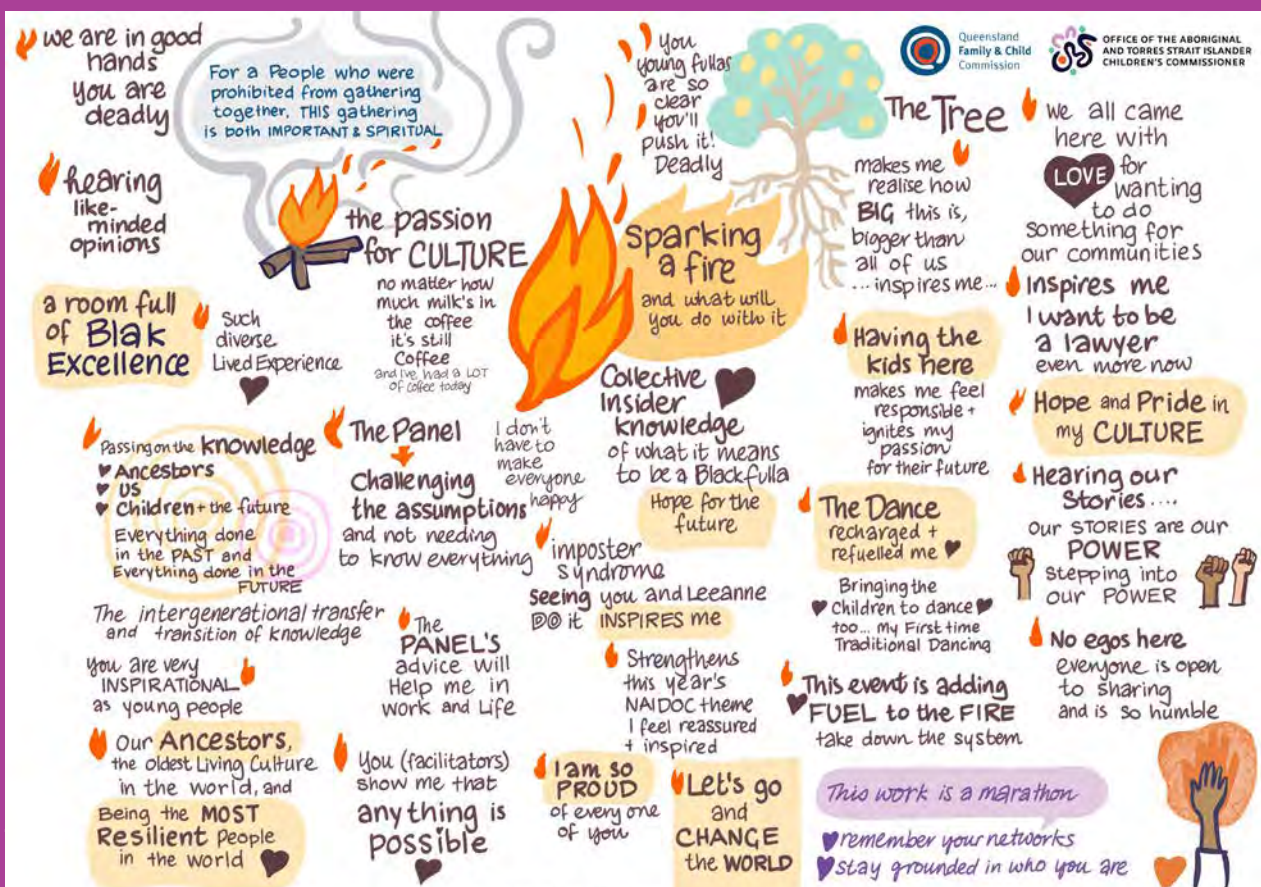 we are in good
hands
you are
deadly
For a People who were
prohibited from gathering
together, THIS gathering
is both IMPORTANT & SPIRITUAL
You
young fullas
are so
clear
you'll
push it!
Deadly
Queensland
Family & Child
Commission
OFFICE OF THE ABORIGINAL
AND TORRES STRAIT ISLANDER
CHILDREN'S COMMISSIONER
hearing
like-
minded
opinions
the passion
for CULTURE
no matter how
much milk's in
the coffee
it's still
Coffee
and I've had a LOT
of coffee today
sparking
a fire
and what will
you do with it
The Tree
makes me
realise how
BIG this is,
bigger than
all of us
...inspires me...
we all came
here with
LOVE for
wanting
to do
something for
our communities
a room full
of Blak
Excellence
Such
diverse
Lived Experience
Collective
Insider
knowledge
of what it means
to be a Blackfulla
Hope for the
future
Having the
kids here
makes me feel
responsible +
ignites my
passion
for their future
Inspires me
I want to be
a lawyer
even more now
Hope and Pride in
my CULTURE
Passing on the knowledge
Ancestors
US
Children + the future
Everything done
in the PAST and
Everything done in the
FUTURE
The Panel
Challenging
the assumptions
and not needing
to know everything
I don't
have to
make
everyone
happy
imposter
syndrome
Seeing you and Leeanne
DO it INSPIRES me
The Dance
recharged +
refuelled me
Bringing the
Children to dance
too... My First time
Traditional Dancing
Hearing our
Stories....
our STORIES are our
POWER
stepping into
our POWER
The intergenerational transfer
and transition of knowledge
you are very
INSPIRATIONAL
as young people
The
PANEL'S
advice will
Help me in
work and Life
Strengthens
this year's
NAIDOC theme
I feel reassured
+ inspired
This event is adding
FUEL to the FIRE
take down the system
No egos here
everyone is open
to sharing
and is so humble
Our Ancestors,
the oldest Living Culture
in the world, and
Being the MOST
Resilient People
in the world
You (facilitators)
show me that
anything is
possible
I am so
PROUD
of every one
of you
Let's go
and
CHANGE
the WORLD
This work is a marathon
remember your networks
stay grounded in who you are